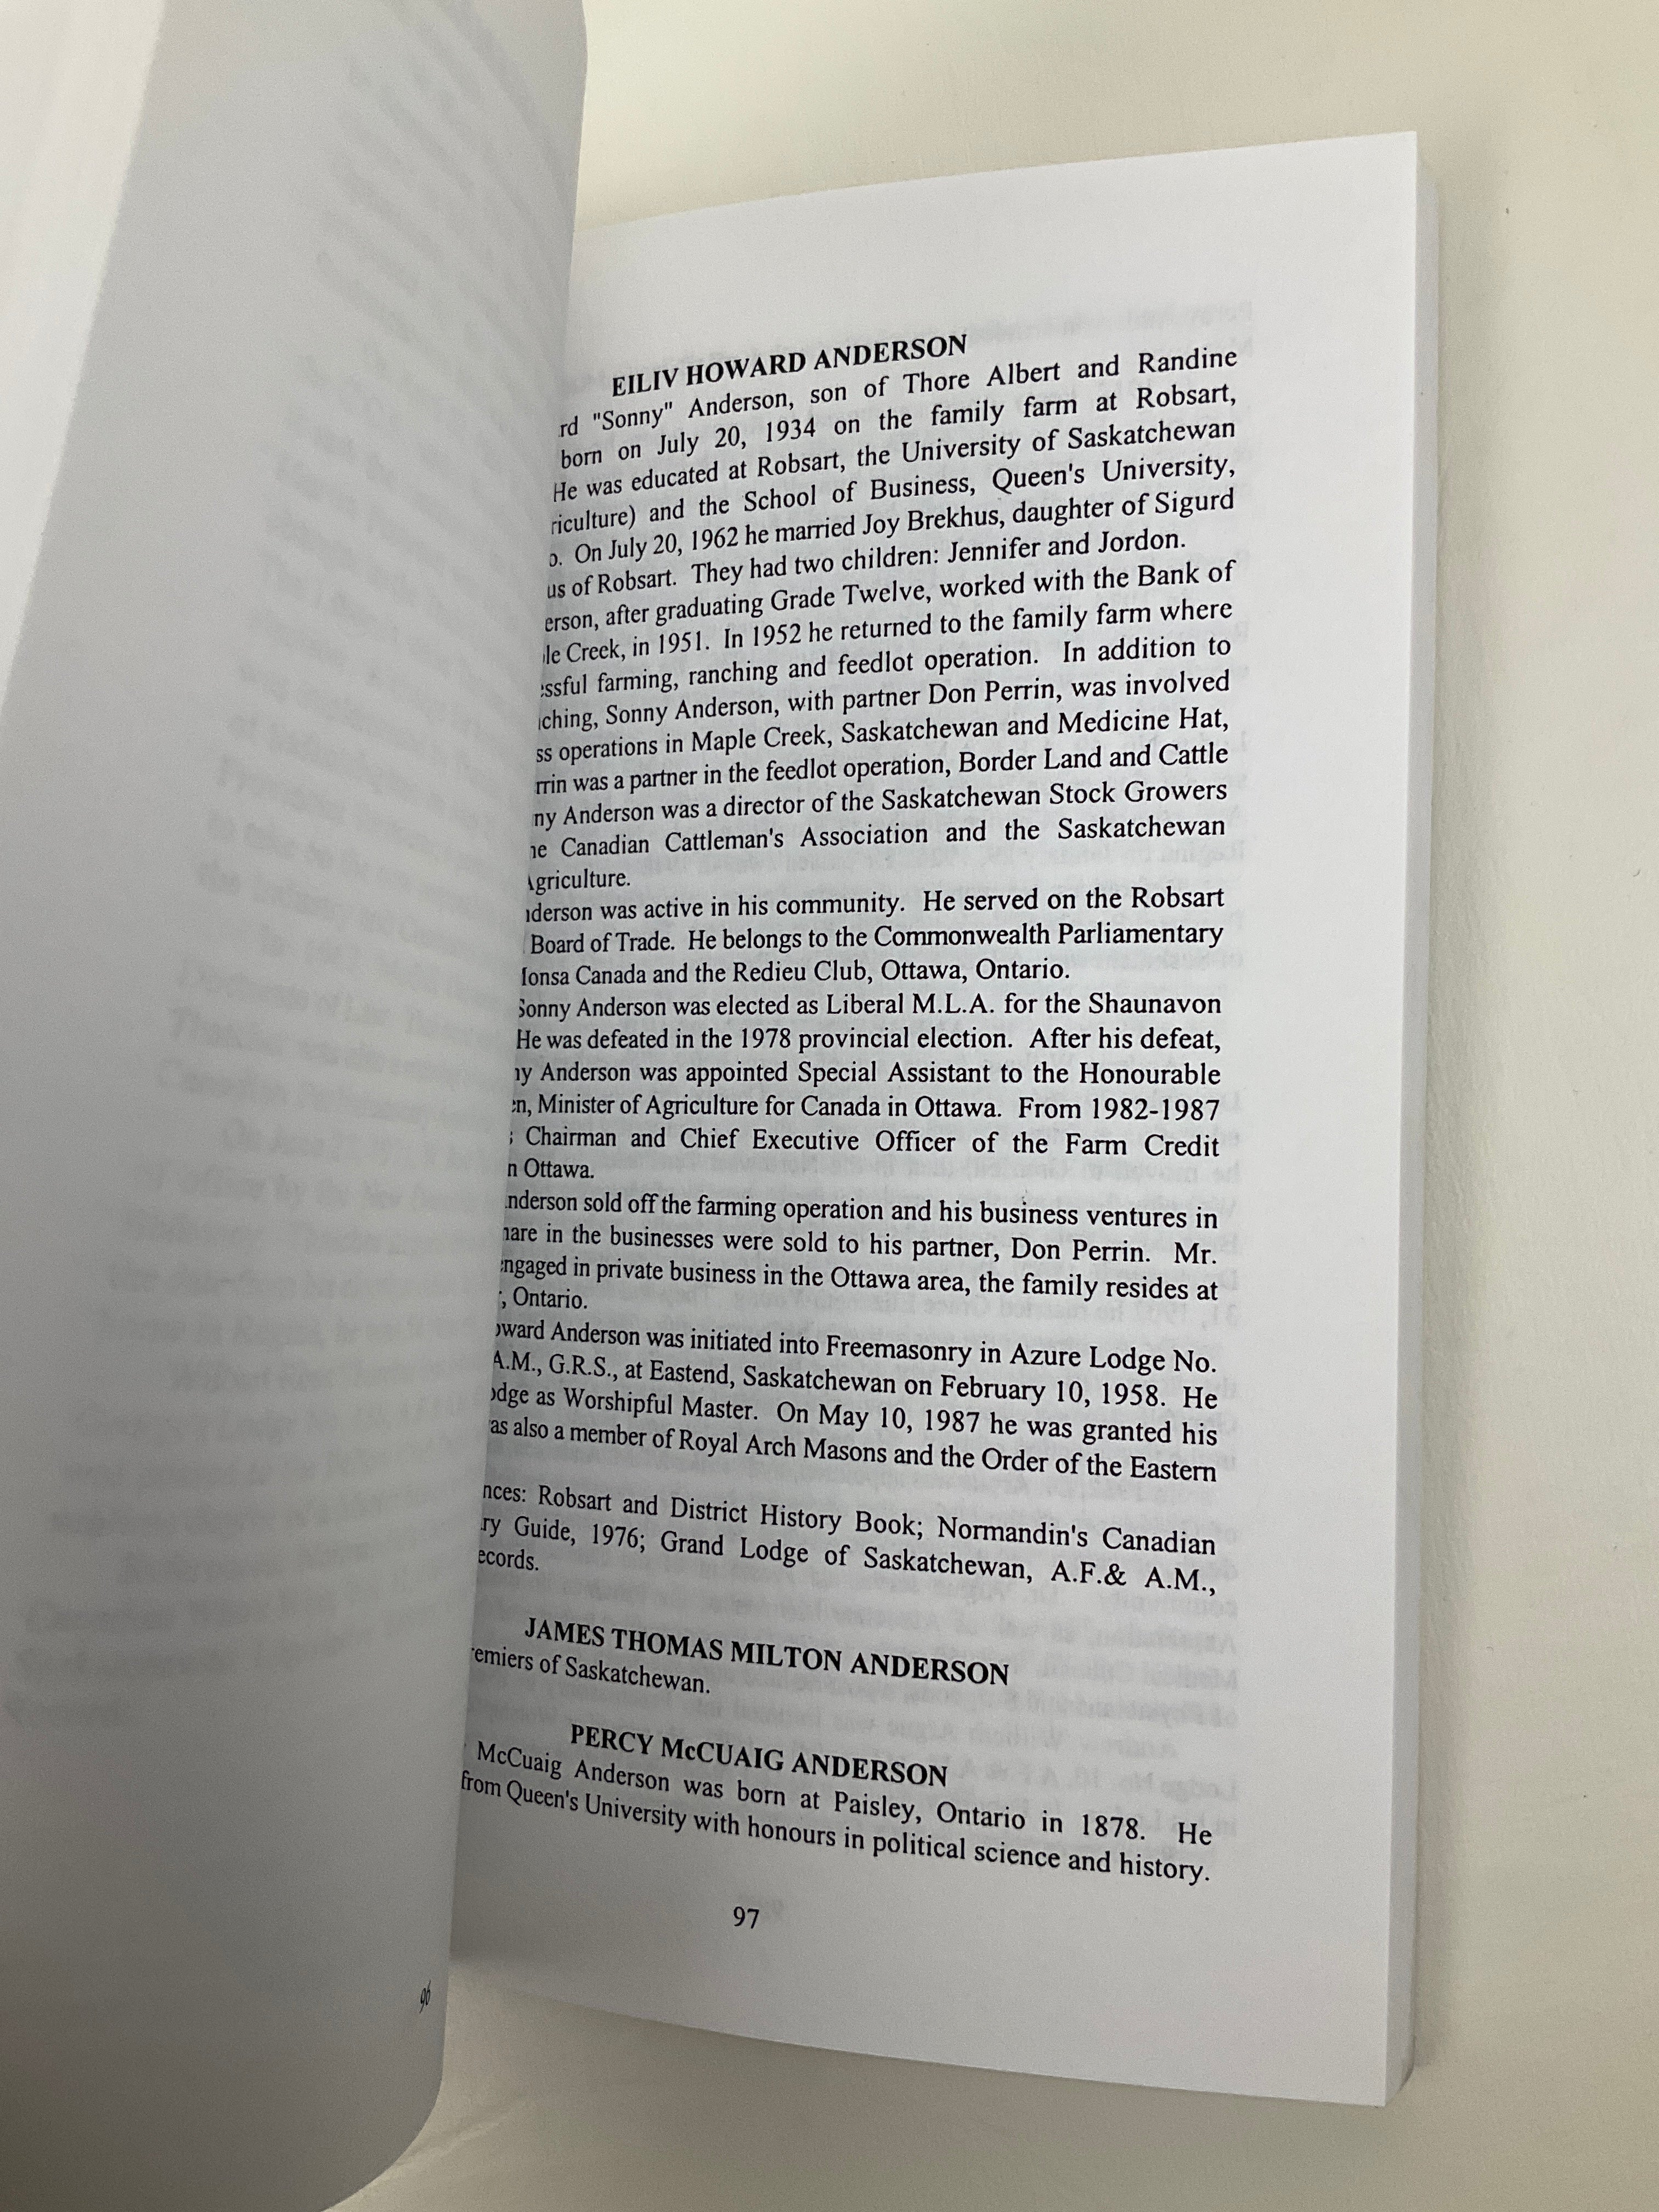 EILIV HOWARD ANDERSON
rd "Sonny" Anderson, son of Thore Albert and Randine
born on July 20, 1934 on the family farm at Robsart,
He was educated at Robsart, the University of Saskatchewan
riculture) and the School of Business, Queen's University,
o. On July 20, 1962 he married Joy Brekhus, daughter of Sigurd
us of Robsart. They had two children: Jennifer and Jordon.
erson, after graduating Grade Twelve, worked with the Bank of
le Creek, in 1951. In 1952 he returned to the family farm where
essful farming, ranching and feedlot operation. In addition to
ching, Sonny Anderson, with partner Don Perrin, was involved
ss operations in Maple Creek, Saskatchewan and Medicine Hat,
rrin was a partner in the feedlot operation, Border Land and Cattle
ny Anderson was a director of the Saskatchewan Stock Growers
he Canadian Cattleman's Association and the Saskatchewan
Agriculture.
nderson was active in his community. He served on the Robsart
Board of Trade. He belongs to the Commonwealth Parliamentary
onsa Canada and the Redieu Club, Ottawa, Ontario.
Sonny Anderson was elected as Liberal M.L.A. for the Shaunavon
He was defeated in the 1978 provincial election. After his defeat,
ny Anderson was appointed Special Assistant to the Honourable
en, Minister of Agriculture for Canada in Ottawa. From 1982-1987
Chairman and Chief Executive Officer of the Farm Credit
n Ottawa.
nderson sold off the farming operation and his business ventures in
hare in the businesses were sold to his partner, Don Perrin. Mr.
engaged in private business in the Ottawa area, the family resides at
, Ontario.
oward Anderson was initiated into Freemasonry in Azure Lodge No.
A.M., G.R.S., at Eastend, Saskatchewan on February 10, 1958. He
odge as Worshipful Master. On May 10, 1987 he was granted his
as also a member of Royal Arch Masons and the Order of the Eastern
nces: Robsart and District History Book; Normandin's Canadian
ry Guide, 1976; Grand Lodge of Saskatchewan, A.F.& A.M.,
ecords.
JAMES THOMAS MILTON ANDERSON
remiers of Saskatchewan.
PERCY McCUAIG ANDERSON
McCuaig Anderson was born at Paisley, Ontario in 1878. He
from Queen's University with honours in political science and history.
97
96